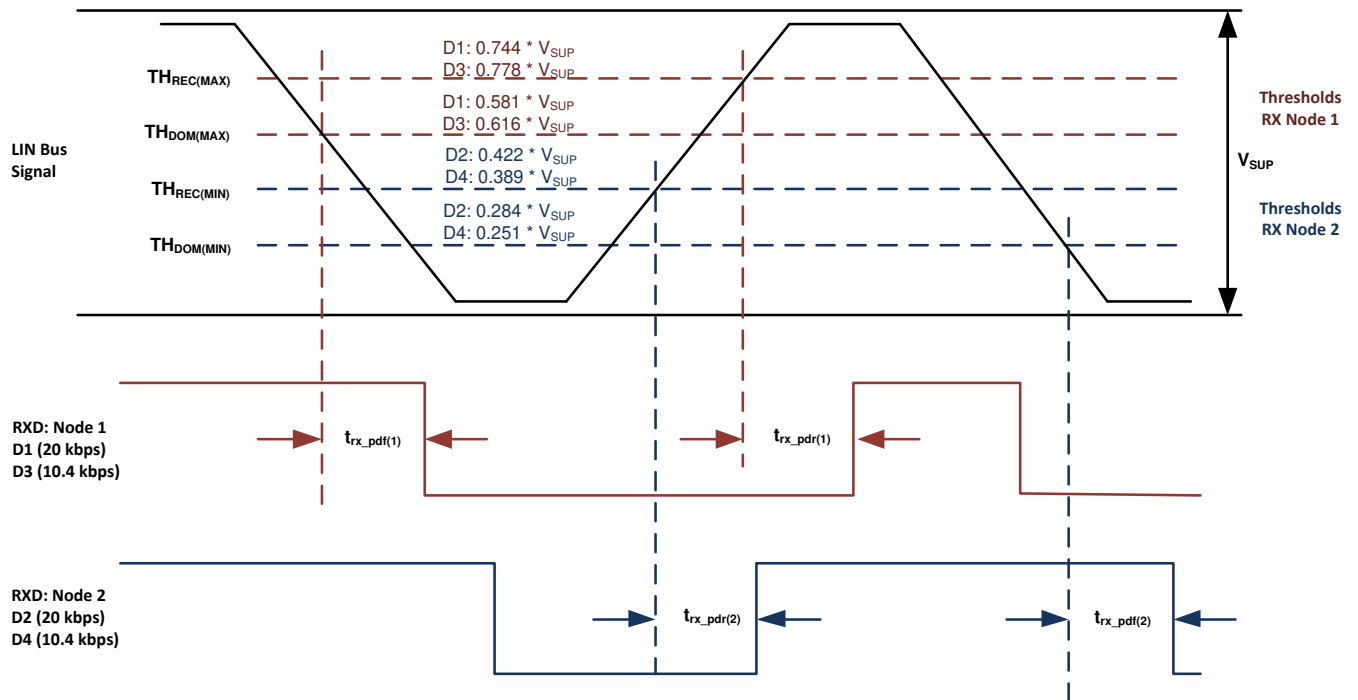 D1: 0.744 * VSUP
THREC(MAX)
D3: 0.778 * VSUP
D1: 0.581 * VSUP
THDOM(MAX)
D3: 0.616 * VSUP
Thresholds
RX Node 1
LIN Bus
Signal
D2: 0.422 * VSUP
THREC(MIN)
D4: 0.389 * VSUP
VSUP
D2: 0.284 * VSUP
THDOM(MIN)
D4: 0.251 * VSUP
Thresholds
RX Node 2
RXD: Node 1
D1 (20 kbps)
D3 (10.4 kbps)
trx_pdf(1)
trx_pdr(1)
RXD: Node 2
D2 (20 kbps)
D4 (10.4 kbps)
trx_pdr(2)
trx_pdf(2)